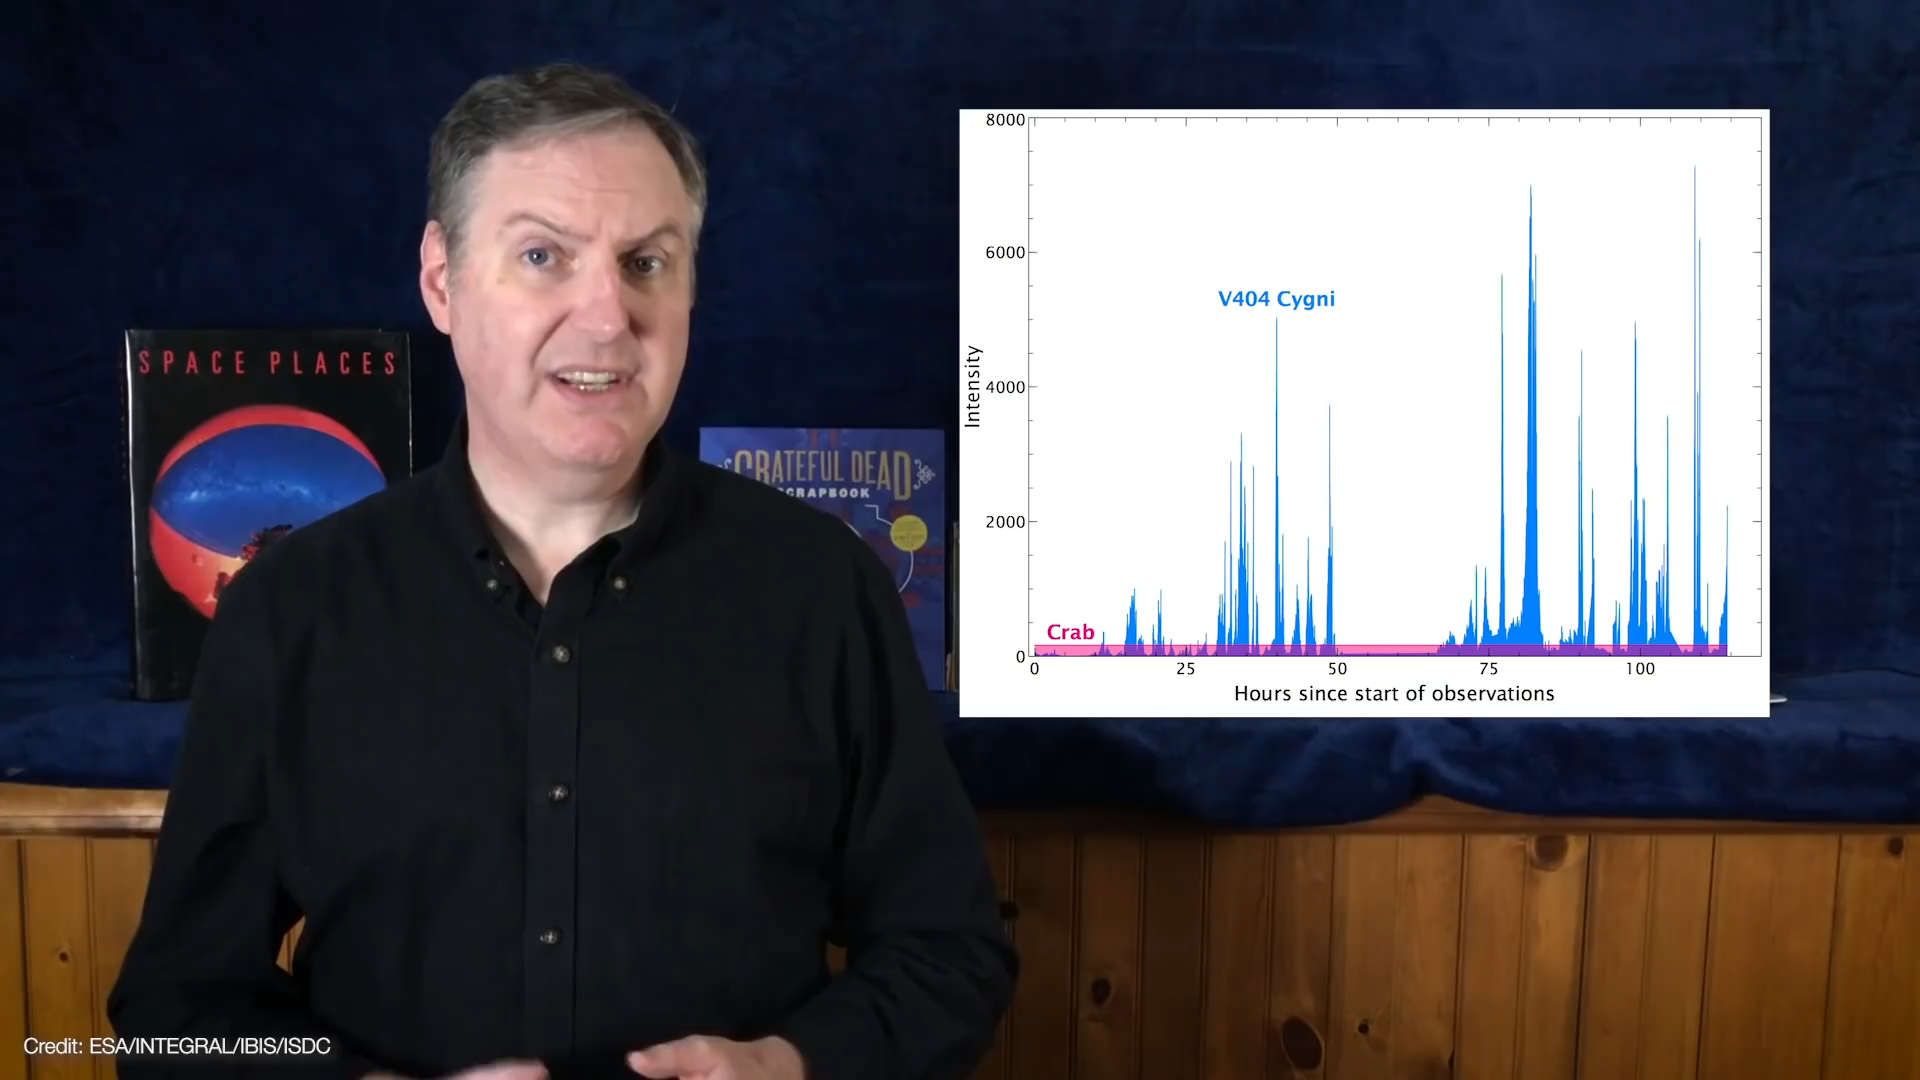 SPACE PLACES
GRATEFUL DEAD
SCRAPBOOK
8000
6000
4000
2000
0
Intensity
V404 Cygni
Crab
0 25 50 75 100
Hours since start of observations
Credit: ESA/INTEGRAL/IBIS/ISDC